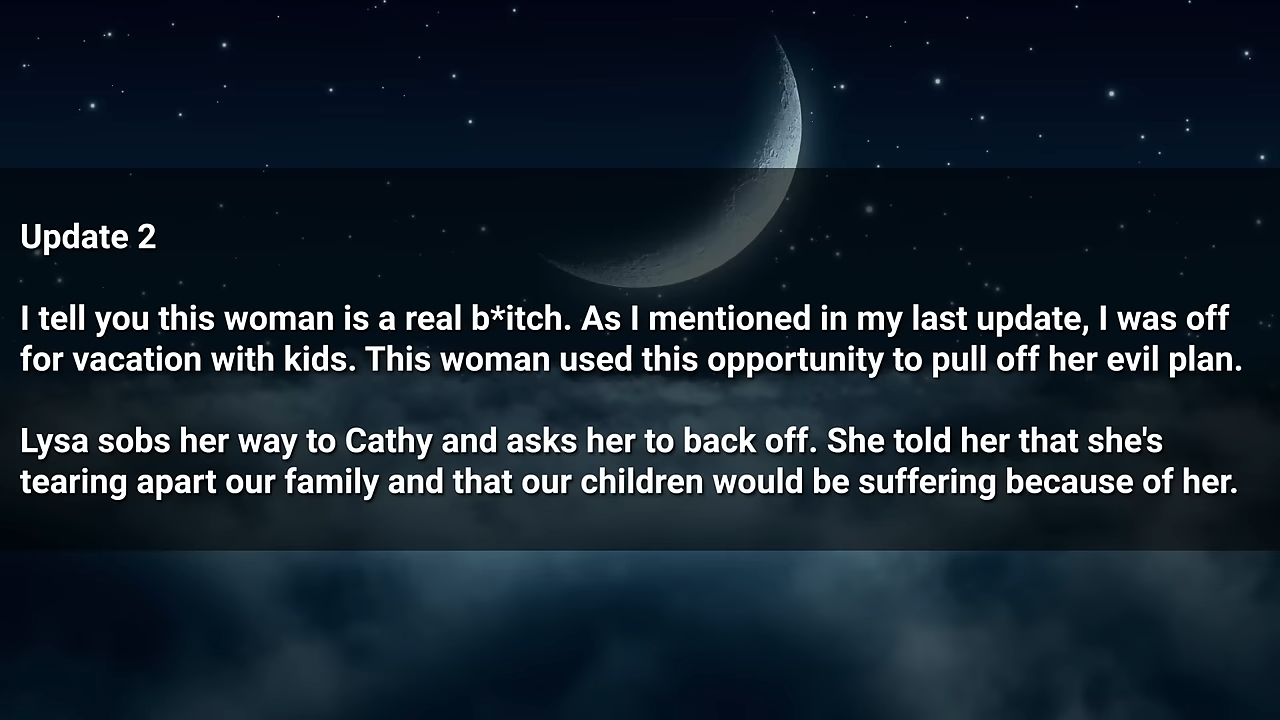 Update 2
I tell you this woman is a real b*itch. As I mentioned in my last update, I was off
for vacation with kids. This woman used this opportunity to pull off her evil plan.
Lysa sobs her way to Cathy and asks her to back off. She told her that she's
tearing apart our family and that our children would be suffering because of her.